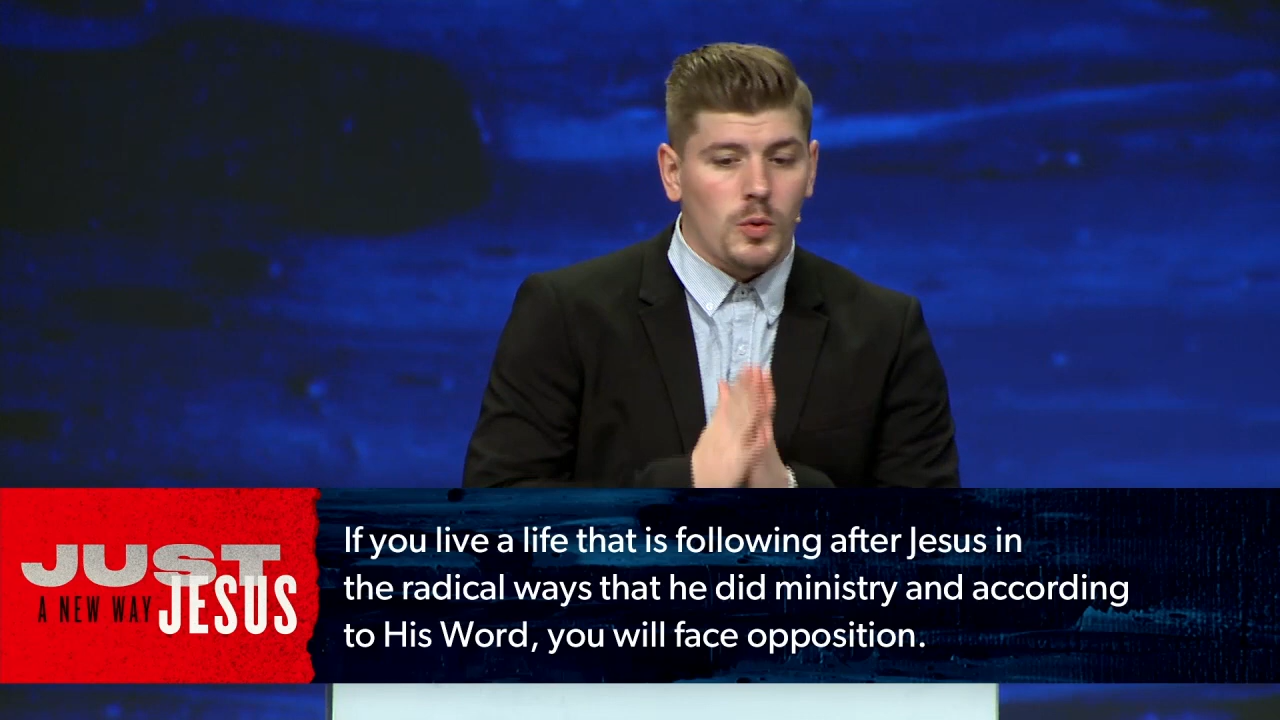 JUST
A NEW WAY JESUS
If you live a life that is following after Jesus in
the radical ways that he did ministry and according
to His Word, you will face opposition.